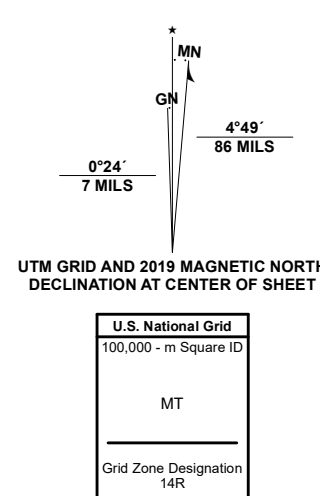 ★
MN
GN
4°49´
86 MILS
0°24´
7 MILS
UTM GRID AND 2019 MAGNETIC NORTH
DECLINATION AT CENTER OF SHEET
U.S. National Grid
100,000 - m Square ID
MT
Grid Zone Designation
14R